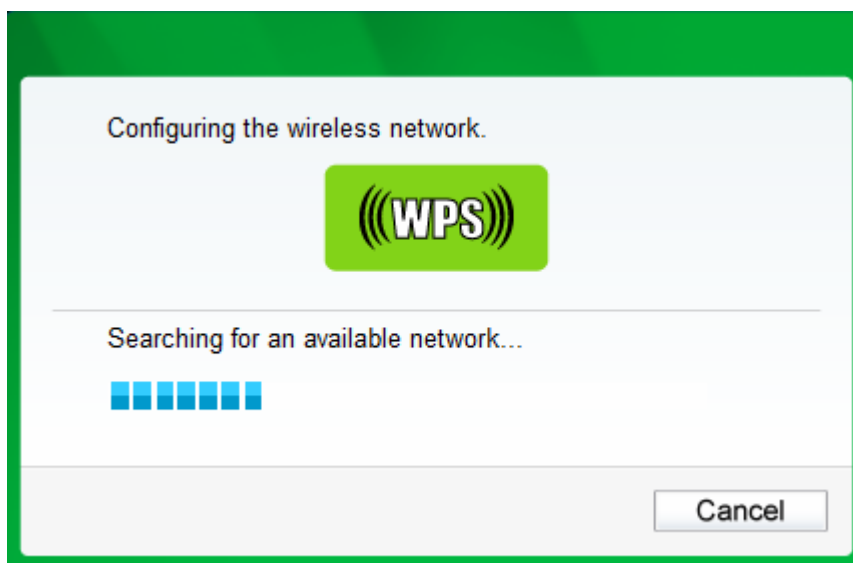 Configuring the wireless network.
(((WPS)))
Searching for an available network...
Cancel